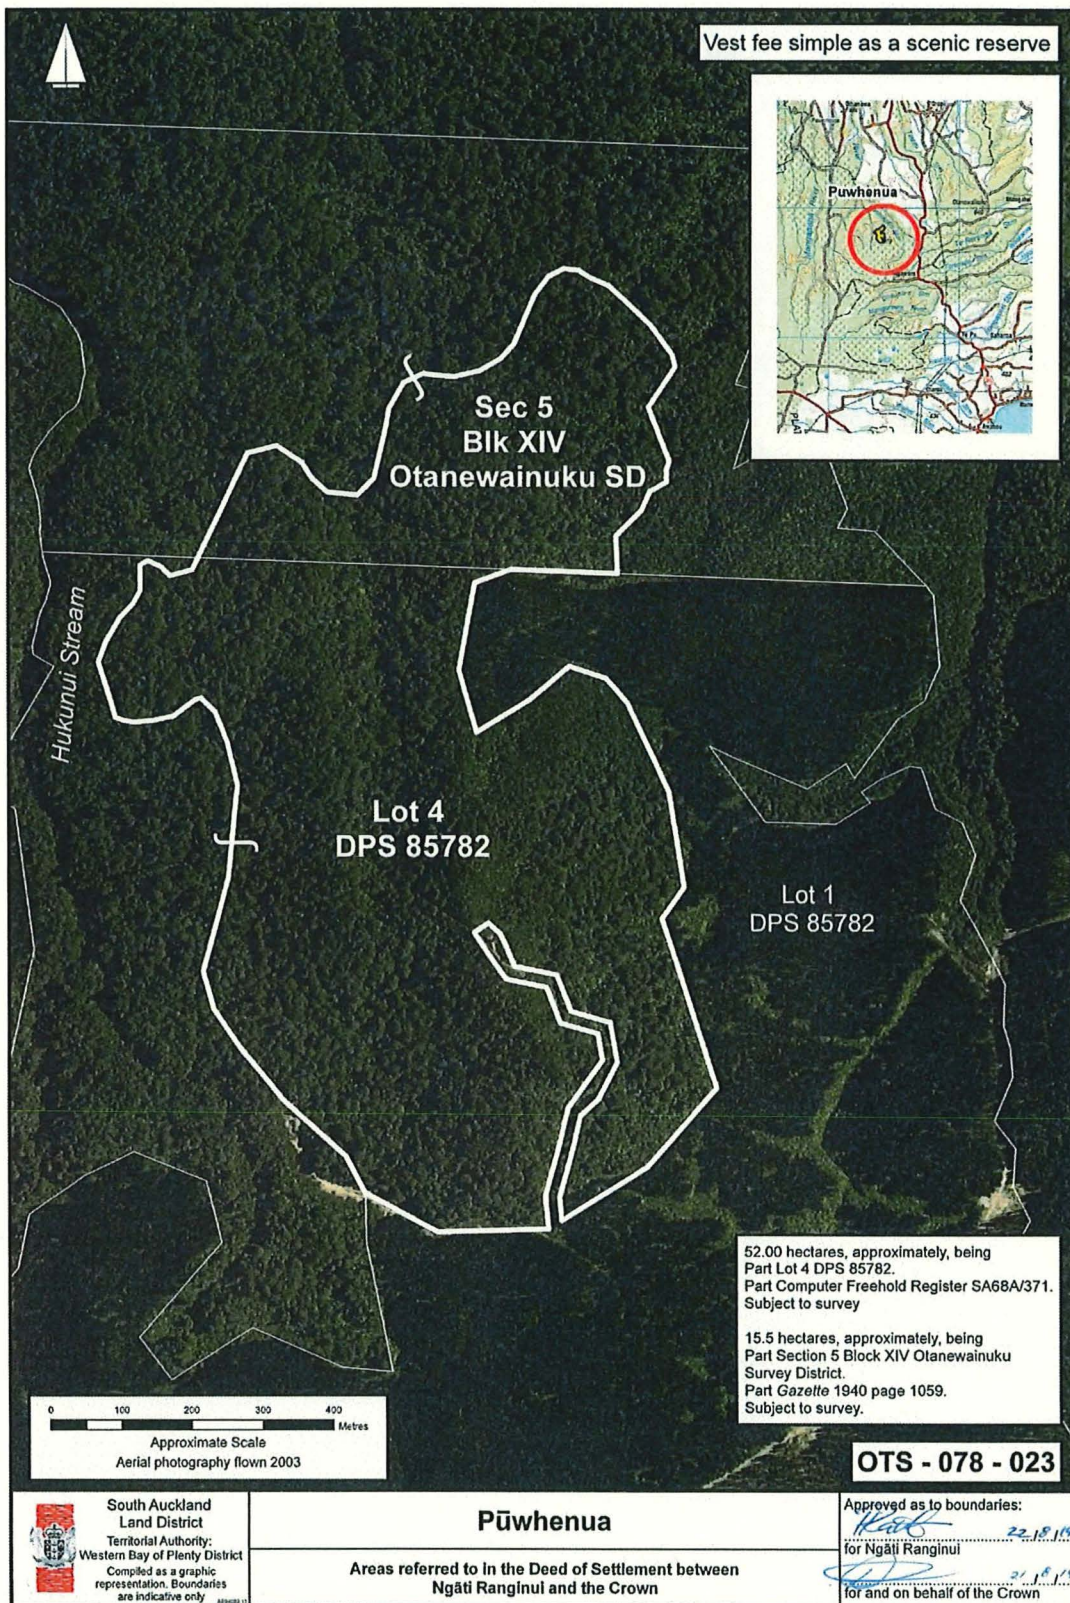 Vest fee simple as a scenic reserve
Puwhenua
Sec 5
Blk XIV
Otanewainuku SD
Hukunui Stream
Lot 4
DPS 85782
Lot 1
DPS 85782
52.00 hectares, approximately, being
Part Lot 4 DPS 85782.
Part Computer Freehold Register SA68A/371.
Subject to survey
15.5 hectares, approximately, being
Part Section 5 Block XIV Otanewainuku
Survey District.
Part Gazette 1940 page 1059.
Subject to survey.
0 100 200 300 400
Metres
Approximate Scale
Aerial photography flown 2003
OTS - 078 - 023
South Auckland
Land District
Territorial Authority:
Western Bay of Plenty District
Compiled as a graphic
representation. Boundaries
are indicative only
Pūwhenua
Areas referred to in the Deed of Settlement between
Ngāti Ranginui and the Crown
Approved as to boundaries:
22/8/19
for Ngāti Ranginui
21/8/19
for and on behalf of the Crown